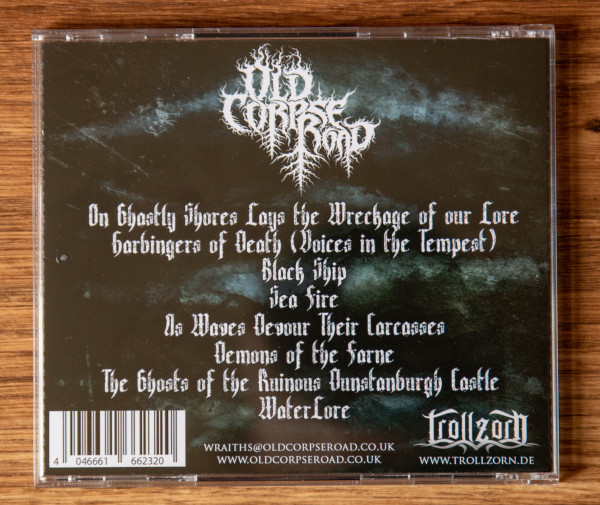 OLD
CORPSE
ROAD
On Ghastly Shores Lays the Wreckage of our Lore
Harbingers of Death (Voices in the Tempest)
Black Ship
Sea Fire
As Waves Devour Their Carcasses
Demons of the Farne
The Ghosts of the Ruinous Dunstanburgh Castle
WaterLore
4 046661 662320
WRAITHS@OLDCORPSEROAD.CO.UK
WWW.OLDCORPSEROAD.CO.UK
Trollzorn
WWW.TROLLZORN.DE